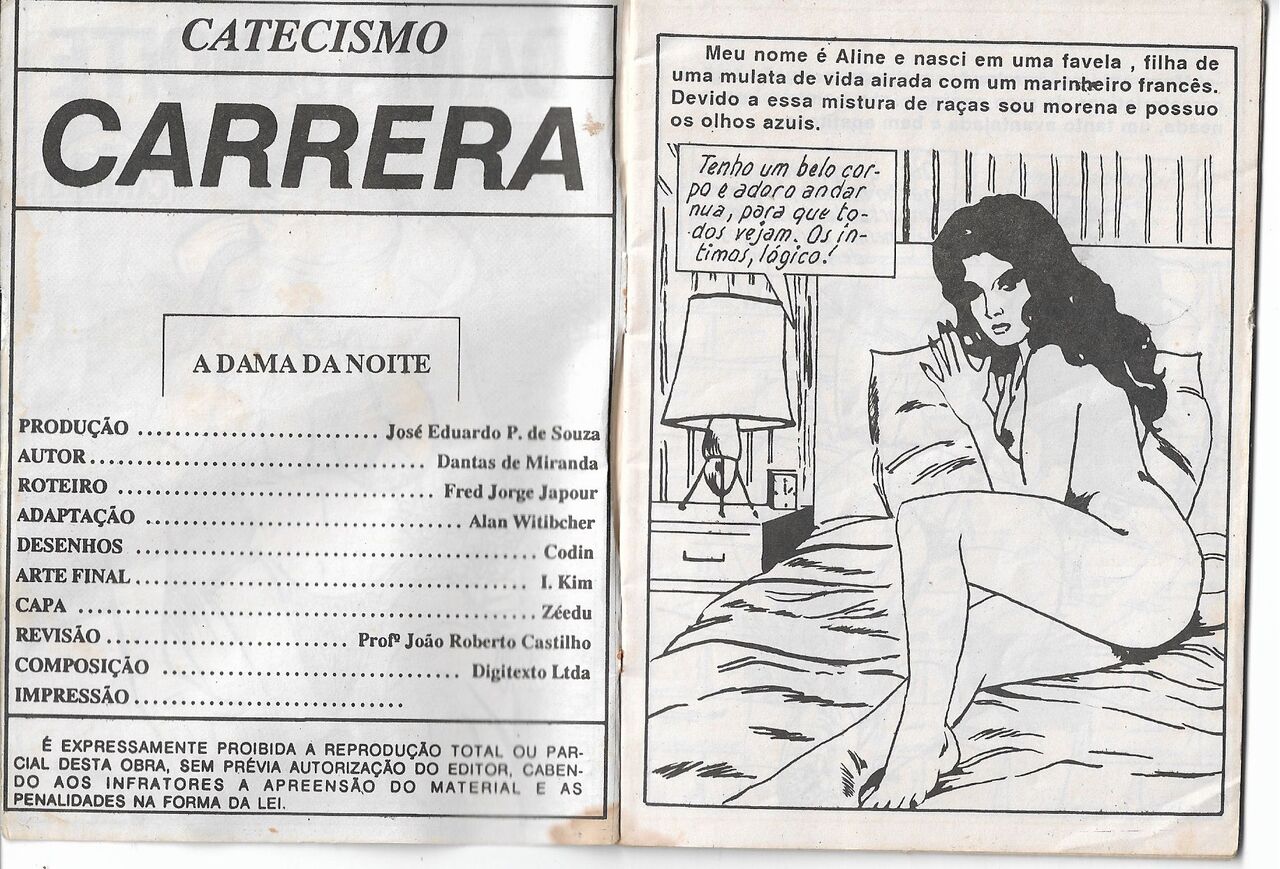 CATECISMO
CARRERA
A DAMA DA NOITE
PRODUÇÃO .............................. José Eduardo P. de Souza
AUTOR.................................... Dantas de Miranda
ROTEIRO .................................. Fred Jorge Japour
ADAPTAÇÃO .................................. Alan Witibcher
DESENHOS ........................................... Codin
ARTE FINAL.......................................... I. Kim
CAPA .................................................. Zéedu
REVISÃO .......................... Profº João Roberto Castilho
COMPOSIÇÃO ................................ Digitexto Ltda
IMPRESSÃO.............................
É EXPRESSAMENTE PROIBIDA A REPRODUÇÃO TOTAL OU PAR-
CIAL DESTA OBRA, SEM PRÉVIA AUTORIZAÇÃO DO EDITOR, CABEN-
DO AOS INFRATORES A APREENSÃO DO MATERIAL E AS
PENALIDADES NA FORMA DA LEI.
Meu nome é Aline e nasci em uma favela , filha de
uma mulata de vida airada com um marinheiro francês.
Devido a essa mistura de raças sou morena e possuo
os olhos azuis.
Tenho um belo cor-
po e adoro andar
nua, para que to-
dos vejam. Os ín-
timos, lógico!